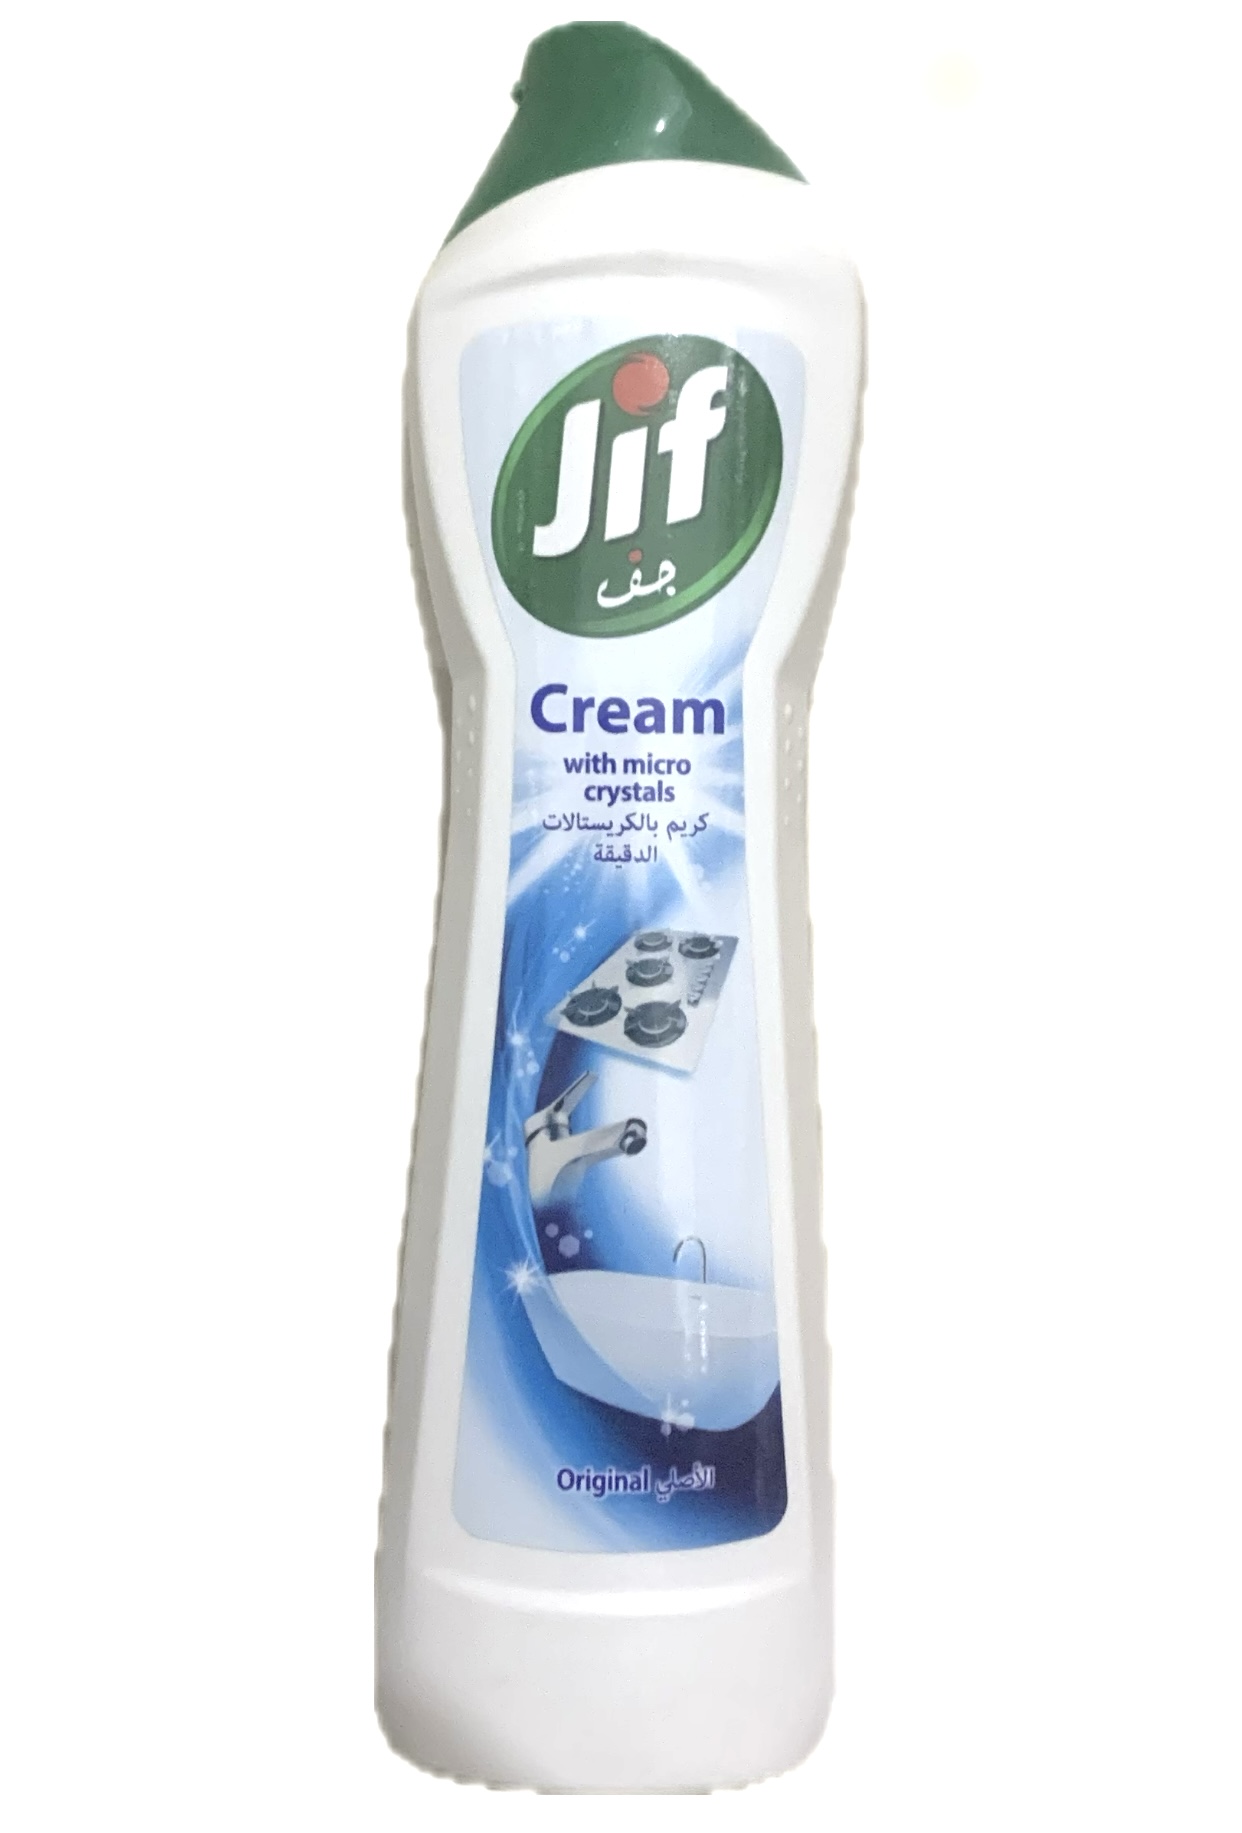 Jif
جف
Cream
with micro
crystals
كريم بالكريستالات
الدقيقة
Original الأصلي